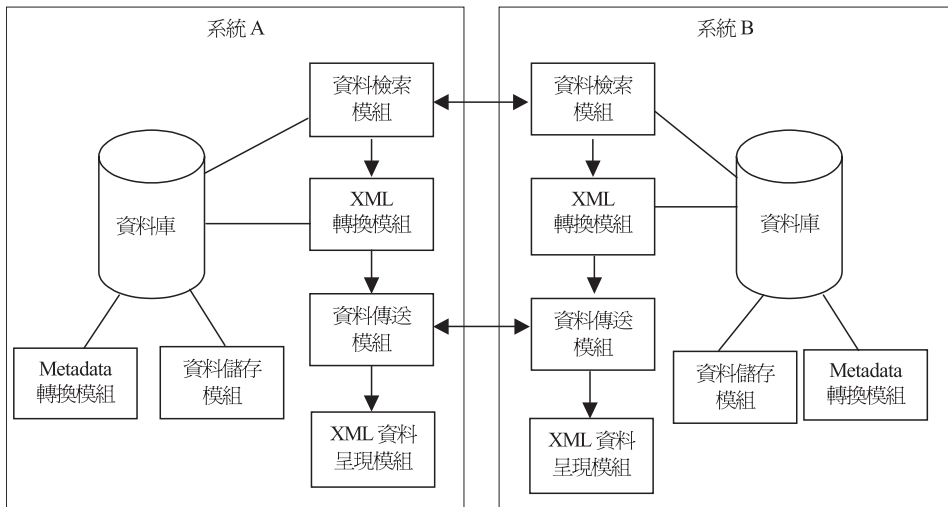 系統 A
資料檢索
模組
XML
轉換模組
資料庫
資料傳送
模組
Metadata
轉換模組
資料儲存
模組
XML 資料
呈現模組
系統 B
資料檢索
模組
XML
轉換模組
資料庫
資料傳送
模組
資料儲存
模組
Metadata
轉換模組
XML 資料
呈現模組